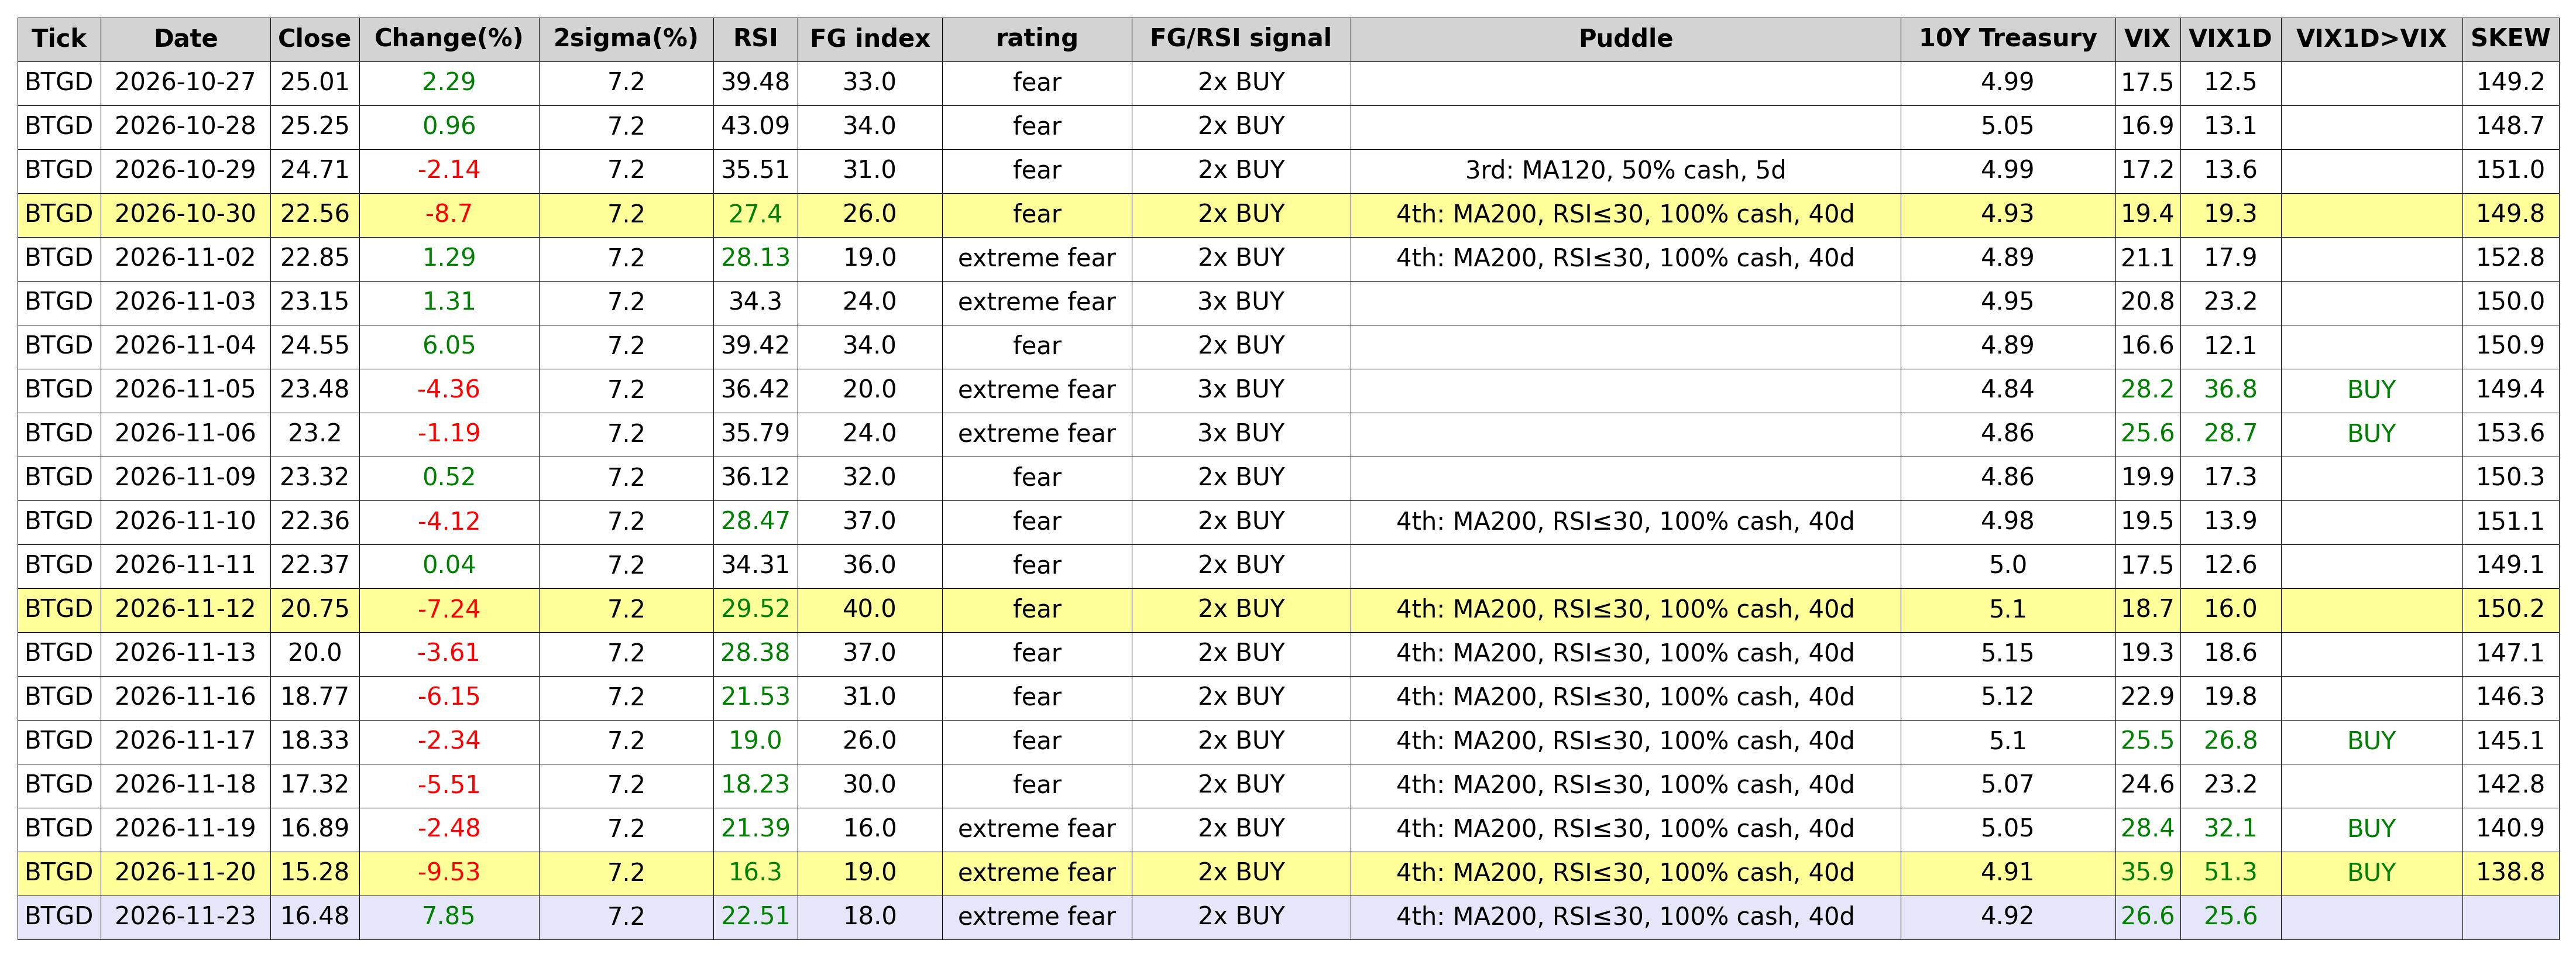 Tick Date Close Change(%) 2sigma(%) RSI FG index rating FG/RSI signal Puddle 10Y Treasury VIX VIX1D VIX1D>VIX SKEW
BTGD 2026-10-27 25.01 2.29 7.2 39.48 33.0 fear 2x BUY 4.99 17.5 12.5 149.2
BTGD 2026-10-28 25.25 0.96 7.2 43.09 34.0 fear 2x BUY 5.05 16.9 13.1 148.7
BTGD 2026-10-29 24.71 -2.14 7.2 35.51 31.0 fear 2x BUY 3rd: MA120, 50% cash, 5d 4.99 17.2 13.6 151.0
BTGD 2026-10-30 22.56 -8.7 7.2 27.4 26.0 fear 2x BUY 4th: MA200, RSI≤30, 100% cash, 40d 4.93 19.4 19.3 149.8
BTGD 2026-11-02 22.85 1.29 7.2 28.13 19.0 extreme fear 2x BUY 4th: MA200, RSI≤30, 100% cash, 40d 4.89 21.1 17.9 152.8
BTGD 2026-11-03 23.15 1.31 7.2 34.3 24.0 extreme fear 3x BUY 4.95 20.8 23.2 150.0
BTGD 2026-11-04 24.55 6.05 7.2 39.42 34.0 fear 2x BUY 4.89 16.6 12.1 150.9
BTGD 2026-11-05 23.48 -4.36 7.2 36.42 20.0 extreme fear 3x BUY 4.84 28.2 36.8 BUY 149.4
BTGD 2026-11-06 23.2 -1.19 7.2 35.79 24.0 extreme fear 3x BUY 4.86 25.6 28.7 BUY 153.6
BTGD 2026-11-09 23.32 0.52 7.2 36.12 32.0 fear 2x BUY 4.86 19.9 17.3 150.3
BTGD 2026-11-10 22.36 -4.12 7.2 28.47 37.0 fear 2x BUY 4th: MA200, RSI≤30, 100% cash, 40d 4.98 19.5 13.9 151.1
BTGD 2026-11-11 22.37 0.04 7.2 34.31 36.0 fear 2x BUY 5.0 17.5 12.6 149.1
BTGD 2026-11-12 20.75 -7.24 7.2 29.52 40.0 fear 2x BUY 4th: MA200, RSI≤30, 100% cash, 40d 5.1 18.7 16.0 150.2
BTGD 2026-11-13 20.0 -3.61 7.2 28.38 37.0 fear 2x BUY 4th: MA200, RSI≤30, 100% cash, 40d 5.15 19.3 18.6 147.1
BTGD 2026-11-16 18.77 -6.15 7.2 21.53 31.0 fear 2x BUY 4th: MA200, RSI≤30, 100% cash, 40d 5.12 22.9 19.8 146.3
BTGD 2026-11-17 18.33 -2.34 7.2 19.0 26.0 fear 2x BUY 4th: MA200, RSI≤30, 100% cash, 40d 5.1 25.5 26.8 BUY 145.1
BTGD 2026-11-18 17.32 -5.51 7.2 18.23 30.0 fear 2x BUY 4th: MA200, RSI≤30, 100% cash, 40d 5.07 24.6 23.2 142.8
BTGD 2026-11-19 16.89 -2.48 7.2 21.39 16.0 extreme fear 2x BUY 4th: MA200, RSI≤30, 100% cash, 40d 5.05 28.4 32.1 BUY 140.9
BTGD 2026-11-20 15.28 -9.53 7.2 16.3 19.0 extreme fear 2x BUY 4th: MA200, RSI≤30, 100% cash, 40d 4.91 35.9 51.3 BUY 138.8
BTGD 2026-11-23 16.48 7.85 7.2 22.51 18.0 extreme fear 2x BUY 4th: MA200, RSI≤30, 100% cash, 40d 4.92 26.6 25.6